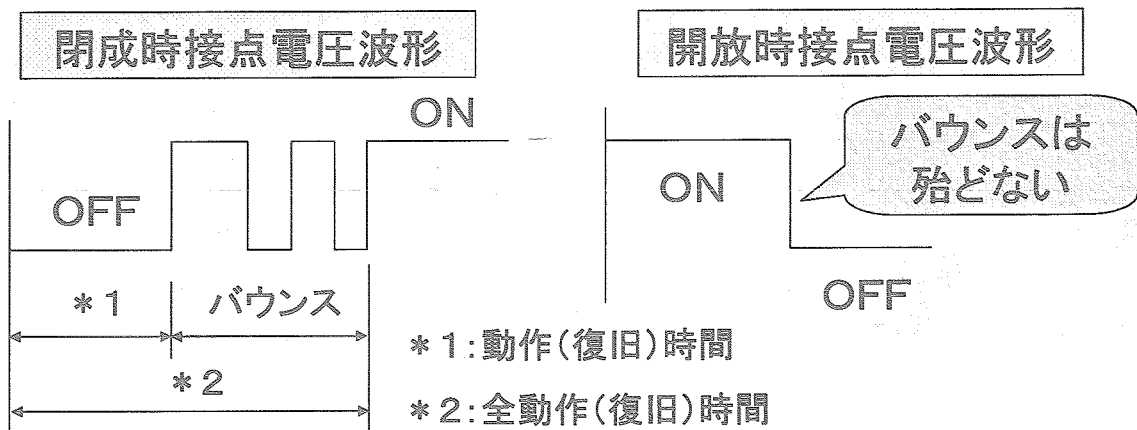 閉成時接点電圧波形
開放時接点電圧波形
ON
OFF
バウンスは
殆どない
ON
OFF
*1
バウンス
*2
*1:動作(復旧)時間
*2:全動作(復旧)時間